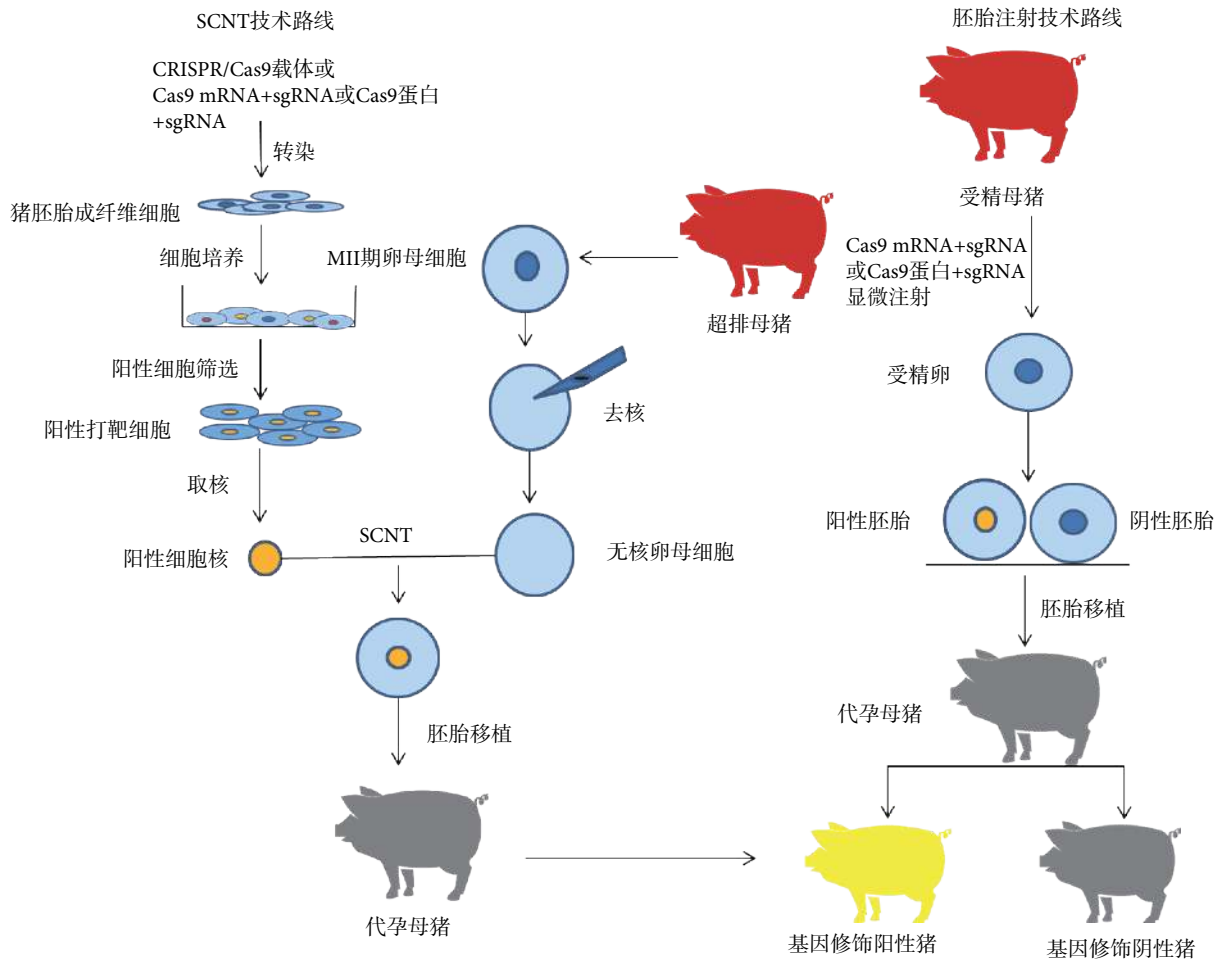 SCNT技术路线
CRISPR/Cas9载体或
Cas9 mRNA+sgRNA或Cas9蛋白
+sgRNA
转染
猪胚胎成纤维细胞
细胞培养
阳性细胞筛选
阳性打靶细胞
取核
阳性细胞核
SCNT
MII期卵母细胞
超排母猪
去核
无核卵母细胞
胚胎移植
代孕母猪
胚胎注射技术路线
受精母猪
Cas9 mRNA+sgRNA
或Cas9蛋白+sgRNA
显微注射
受精卵
阳性胚胎
阴性胚胎
胚胎移植
代孕母猪
基因修饰阳性猪
基因修饰阴性猪